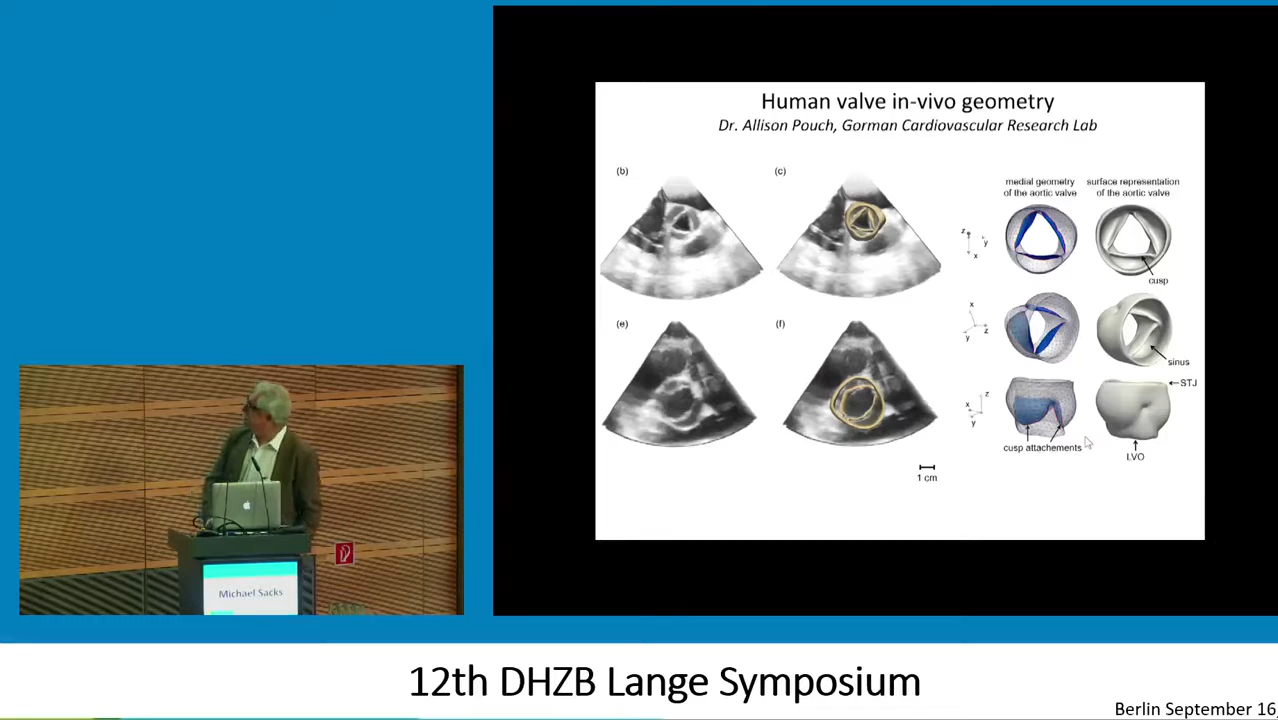 Human valve in-vivo geometry
Dr. Allison Pouch, Gorman Cardiovascular Research Lab
(b)
(c)
medial geometry
of the aortic valve
surface representation
of the aortic valve
z
y
x
cusp
(e)
(f)
x
z
y
sinus
STJ
z
x
y
cusp attachements
LVO
1 cm
Michael Sacks
12th DHZB Lange Symposium
Berlin September 16,